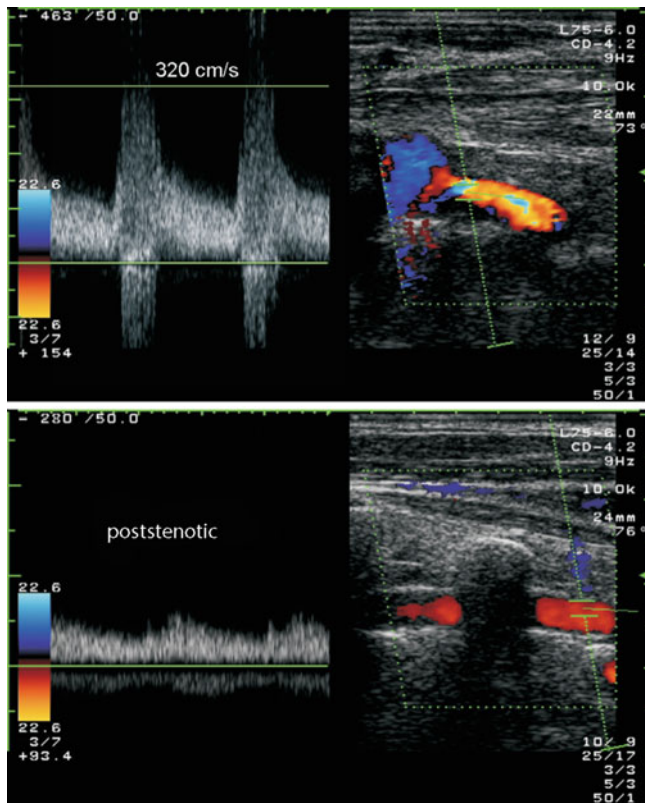 - 463 /50.0
320 cm/s
22.6
22.6
3/7
+ 154
L75-6.0
CD-4.2
9Hz
10.0k
22mm
73°
12/ 9
25/14
3/3
5/3
50/1
- 280 /50.0
poststenotic
22.6
22.6
3/7
+93.4
L75-6.0
CD-4.2
9Hz
10.0k
24mm
76°
10/ 9
25/17
3/3
5/3
50/1